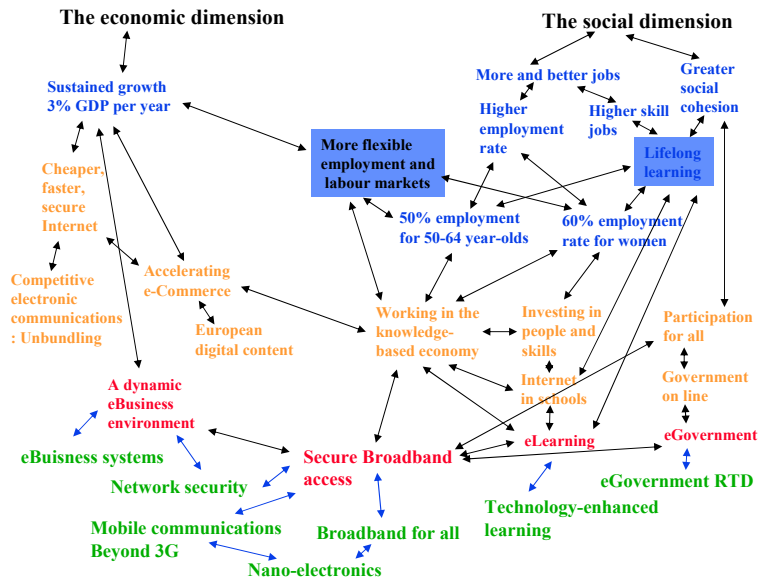 The economic dimension
The social dimension
Sustained growth
3% GDP per year
More and better jobs
Greater
social
cohesion
Higher
employment
rate
Higher skill
jobs
More flexible
employment and
labour markets
Lifelong
learning
Cheaper,
faster,
secure
Internet
50% employment
for 50-64 year-olds
60% employment
rate for women
Competitive
electronic
communications
: Unbundling
Accelerating
e-Commerce
European
digital content
Working in the
knowledge-
based economy
Investing in
people and
skills
Participation
for all
Internet
in schools
Government
on line
A dynamic
eBusiness
environment
eLearning
eGovernment
Secure Broadband
access
eBuisness systems
Network security
Mobile communications
Beyond 3G
Broadband for all
Nano-electronics
Technology-enhanced
learning
eGovernment RTD